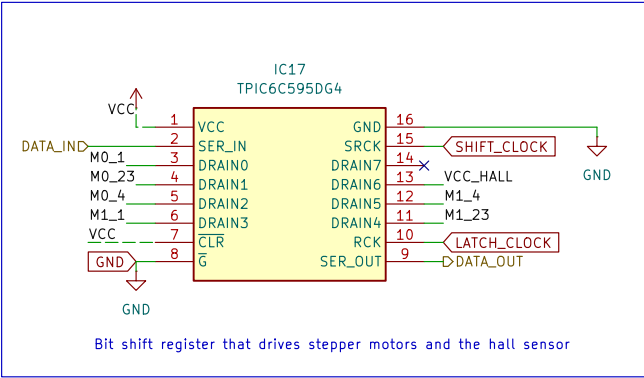 IC17
TPIC6C595DG4
VCC
1 VCC GND 16
DATA_IN 2 SER_IN SRCK 15 SHIFT_CLOCK
M0_1 3 DRAIN0 DRAIN7 14
M0_23 4 DRAIN1 DRAIN6 13 VCC_HALL
M0_4 5 DRAIN2 DRAIN5 12 M1_4
M1_1 6 DRAIN3 DRAIN4 11 M1_23
VCC 7 CLR RCK 10 LATCH_CLOCK
GND 8 G SER_OUT 9 DATA_OUT
GND
GND
Bit shift register that drives stepper motors and the hall sensor